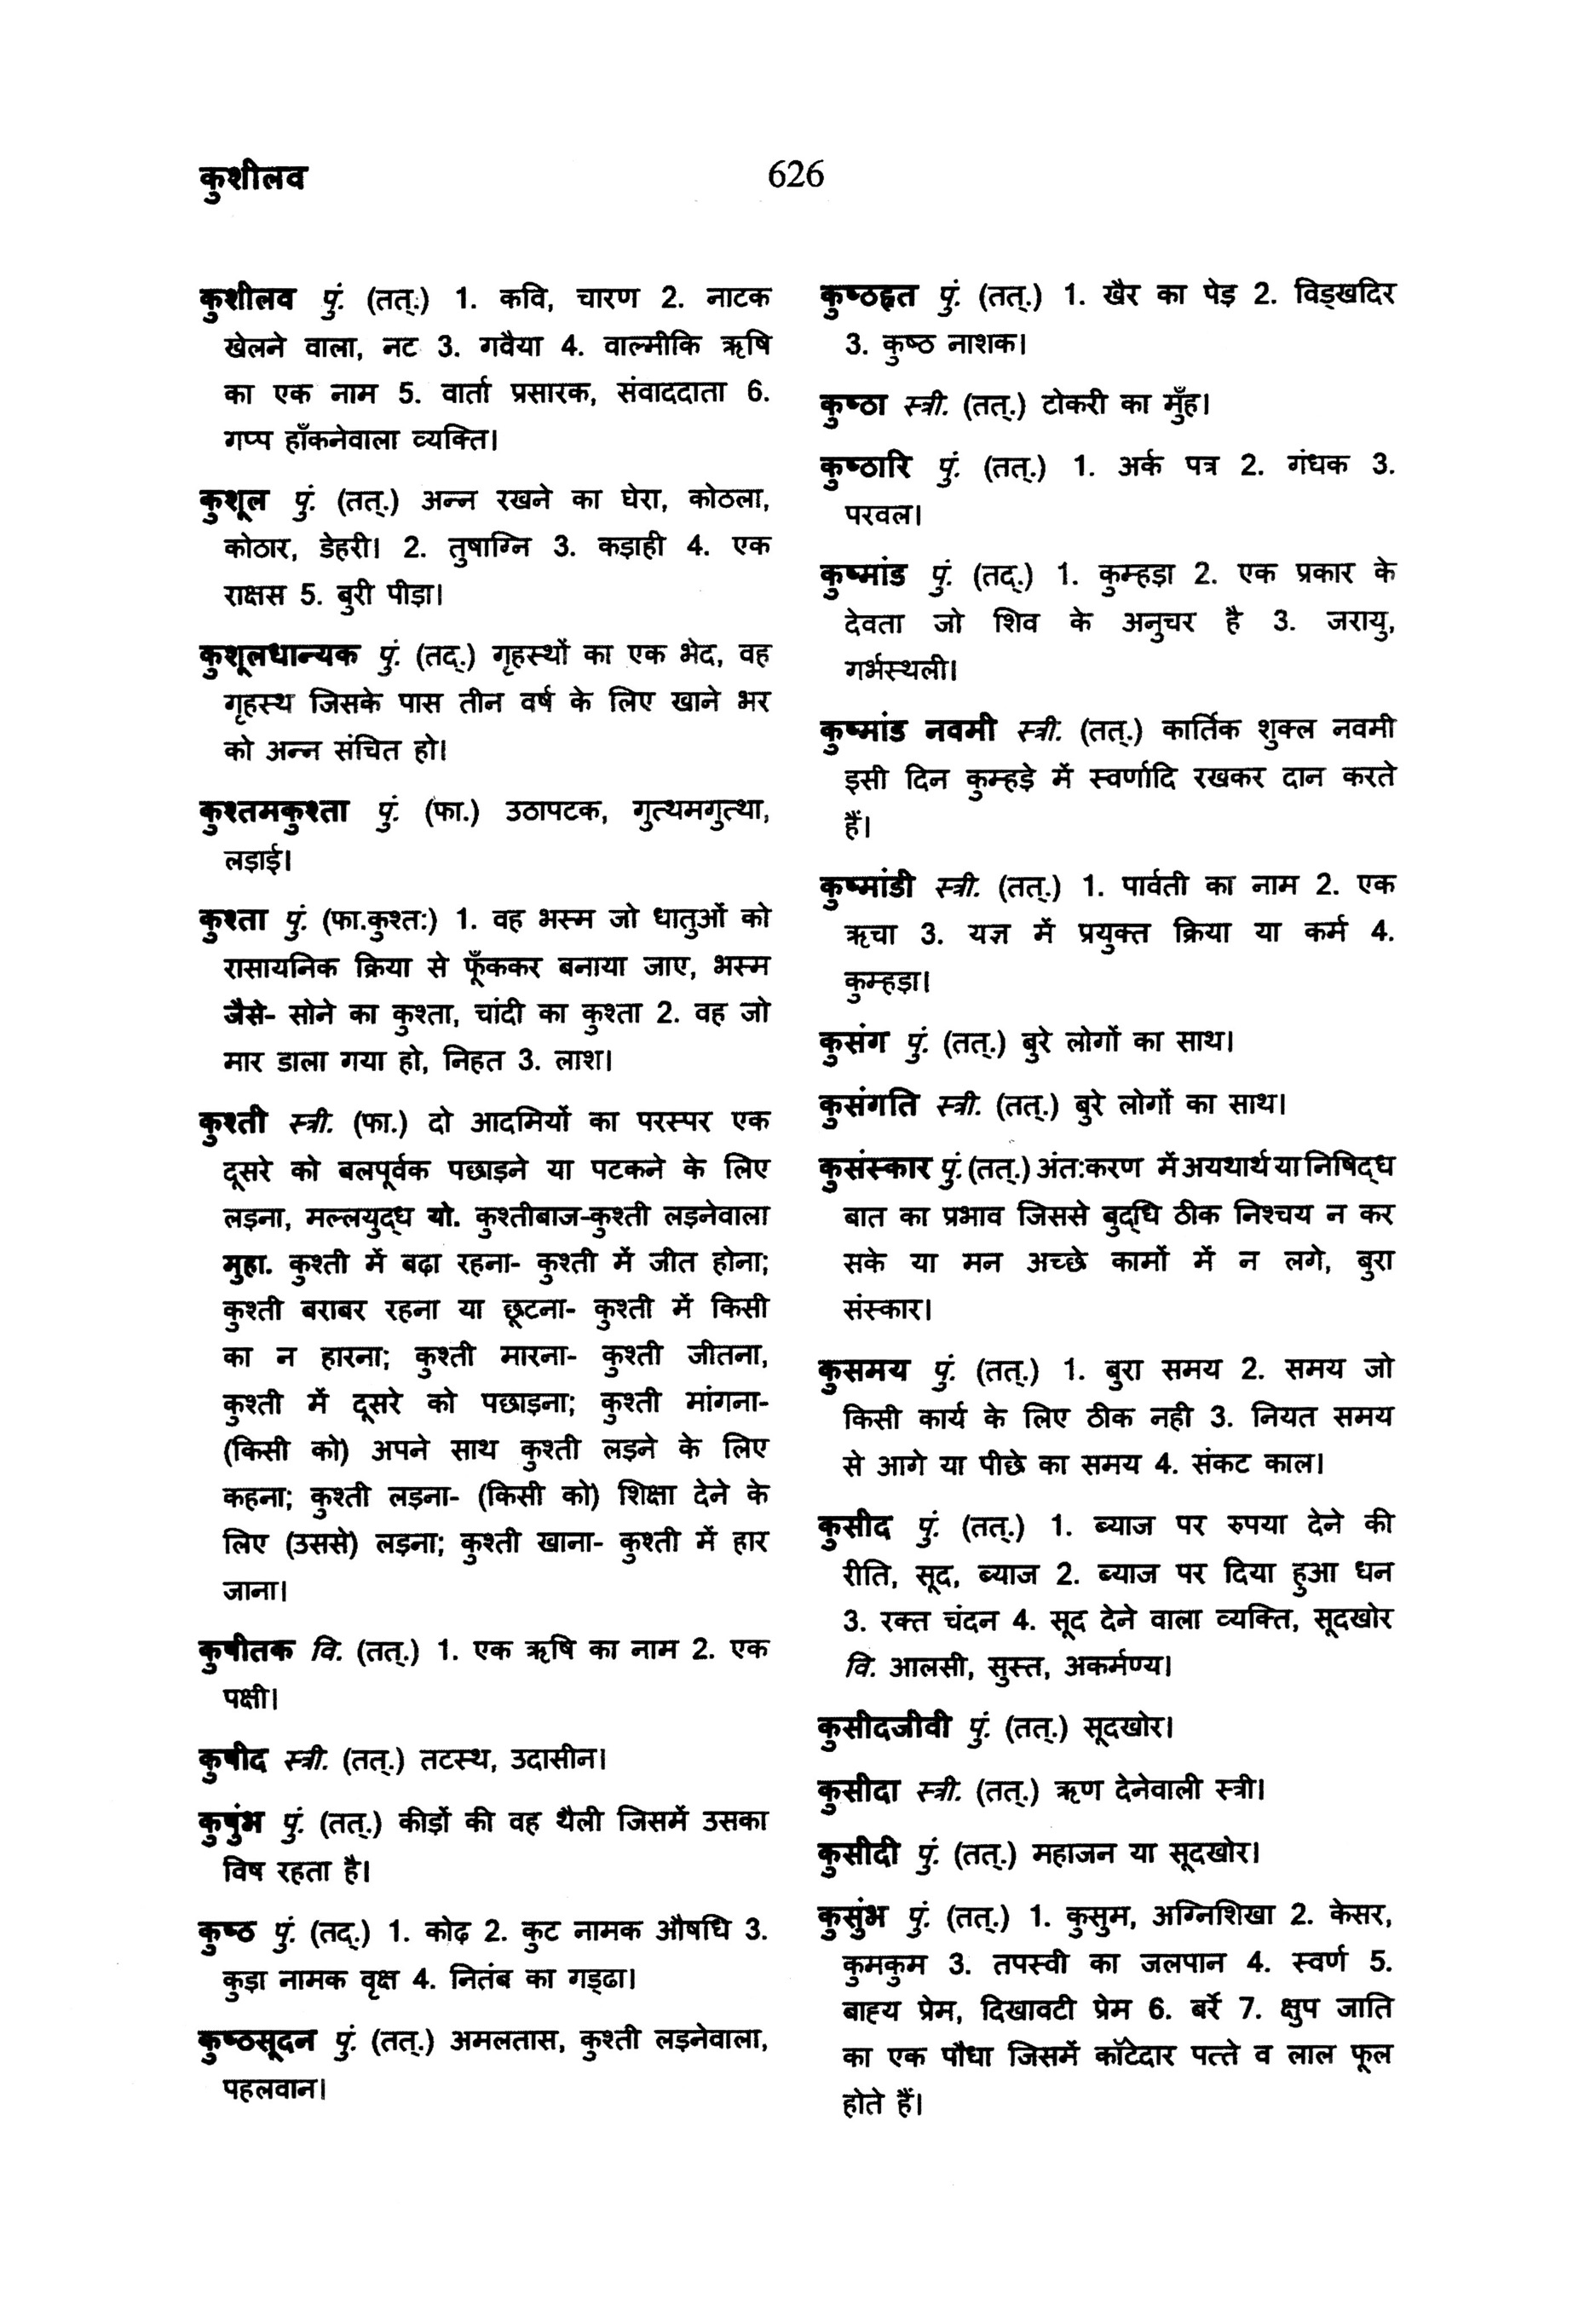 कुशीलव
626
कुशीलव पुं. (तत्.) 1. कवि, चारण 2. नाटक
खेलने वाला, नट 3. गवैया 4. वाल्मीकि ऋषि
का एक नाम 5. वार्ता प्रसारक, संवाददाता 6.
गप्प हाँकनेवाला व्यक्ति।
कुशूल पुं. (तत्.) अन्न रखने का घेरा, कोठला,
कोठार, डेहरी। 2. तुषाग्नि 3. कड़ाही 4. एक
राक्षस 5. बुरी पीड़ा।
कुशूलधान्यक पुं. (तद्.) गृहस्थों का एक भेद, वह
गृहस्थ जिसके पास तीन वर्ष के लिए खाने भर
को अन्न संचित हो।
कुश्तमकुश्ता पुं. (फा.) उठापटक, गुत्थमगुत्था,
लड़ाई।
कुश्ता पुं. (फा.कुश्त:) 1. वह भस्म जो धातुओं को
रासायनिक क्रिया से फूँककर बनाया जाए, भस्म
जैसे- सोने का कुश्ता, चांदी का कुश्ता 2. वह जो
मार डाला गया हो, निहत 3. लाश।
कुश्ती स्त्री. (फा.) दो आदमियों का परस्पर एक
दूसरे को बलपूर्वक पछाड़ने या पटकने के लिए
लड़ना, मल्लयुद्ध यो. कुश्तीबाज-कुश्ती लड़नेवाला
मुहा. कुश्ती में बढ़ा रहना- कुश्ती में जीत होना;
कुश्ती बराबर रहना या छूटना- कुश्ती में किसी
का न हारना; कुश्ती मारना- कुश्ती जीतना,
कुश्ती में दूसरे को पछाड़ना; कुश्ती मांगना-
(किसी को) अपने साथ कुश्ती लड़ने के लिए
कहना; कुश्ती लड़ना- (किसी को) शिक्षा देने के
लिए (उससे) लड़ना; कुश्ती खाना- कुश्ती में हार
जाना।
कुषीतक वि. (तत्.) 1. एक ऋषि का नाम 2. एक
पक्षी।
कुषीद स्त्री. (तत्.) तटस्थ, उदासीन।
कुषुंभ पुं. (तत्.) कीड़ों की वह थैली जिसमें उसका
विष रहता है।
कुष्ठ पुं. (तद्.) 1. कोढ़ 2. कुट नामक औषधि 3.
कुड़ा नामक वृक्ष 4. नितंब का गड्ढा।
कुष्ठसूदन पुं. (तत्.) अमलतास, कुश्ती लड़नेवाला,
पहलवान।
कुष्ठहृत पुं. (तत्.) 1. खैर का पेड़ 2. विड्खदिर
3. कुष्ठ नाशक।
कुष्ठा स्त्री. (तत्.) टोकरी का मुँह।
कुष्ठारि पुं. (तत्.) 1. अर्क पत्र 2. गंधक 3.
परवल।
कुष्मांड पुं. (तद्.) 1. कुम्हड़ा 2. एक प्रकार के
देवता जो शिव के अनुचर है 3. जरायु,
गर्भस्थली।
कुष्मांड नवमी स्त्री. (तत्.) कार्तिक शुक्ल नवमी
इसी दिन कुम्हड़े में स्वर्णादि रखकर दान करते
हैं।
कुष्मांडी स्त्री. (तत्.) 1. पार्वती का नाम 2. एक
ऋचा 3. यज्ञ में प्रयुक्त क्रिया या कर्म 4.
कुम्हड़ा।
कुसंग पुं. (तत्.) बुरे लोगों का साथ।
कुसंगति स्त्री. (तत्.) बुरे लोगों का साथ।
कुसंस्कार पुं. (तत्.) अंत:करण में अयथार्थ या निषिद्ध
बात का प्रभाव जिससे बुद्धि ठीक निश्चय न कर
सके या मन अच्छे कामों में न लगे, बुरा
संस्कार।
कुसमय पुं. (तत्.) 1. बुरा समय 2. समय जो
किसी कार्य के लिए ठीक नही 3. नियत समय
से आगे या पीछे का समय 4. संकट काल।
कुसीद पुं. (तत्.) 1. ब्याज पर रुपया देने की
रीति, सूद, ब्याज 2. ब्याज पर दिया हुआ धन
3. रक्त चंदन 4. सूद देने वाला व्यक्ति, सूदखोर
वि. आलसी, सुस्त, अकर्मण्य।
कुसीदजीवी पुं. (तत्.) सूदखोर।
कुसीदा स्त्री. (तत्.) ऋण देनेवाली स्त्री।
कुसीदी पुं. (तत्.) महाजन या सूदखोर।
कुसुंभ पुं. (तत्.) 1. कुसुम, अग्निशिखा 2. केसर,
कुमकुम 3. तपस्वी का जलपान 4. स्वर्ण 5.
बाह्य प्रेम, दिखावटी प्रेम 6. बर्रे 7. क्षुप जाति
का एक पौधा जिसमें कॉटेदार पत्ते व लाल फूल
होते हैं।